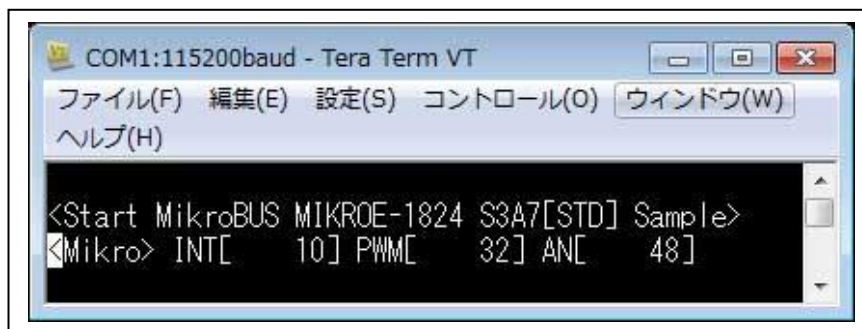 COM1:115200baud - Tera Term VT
ファイル(F) 編集(E) 設定(S) コントロール(O) ウィンドウ(W)
ヘルプ(H)
<Start MikroBUS MIKROE-1824 S3A7[STD] Sample>
<Mikro> INT[     10] PWM[     32] AN[     48]